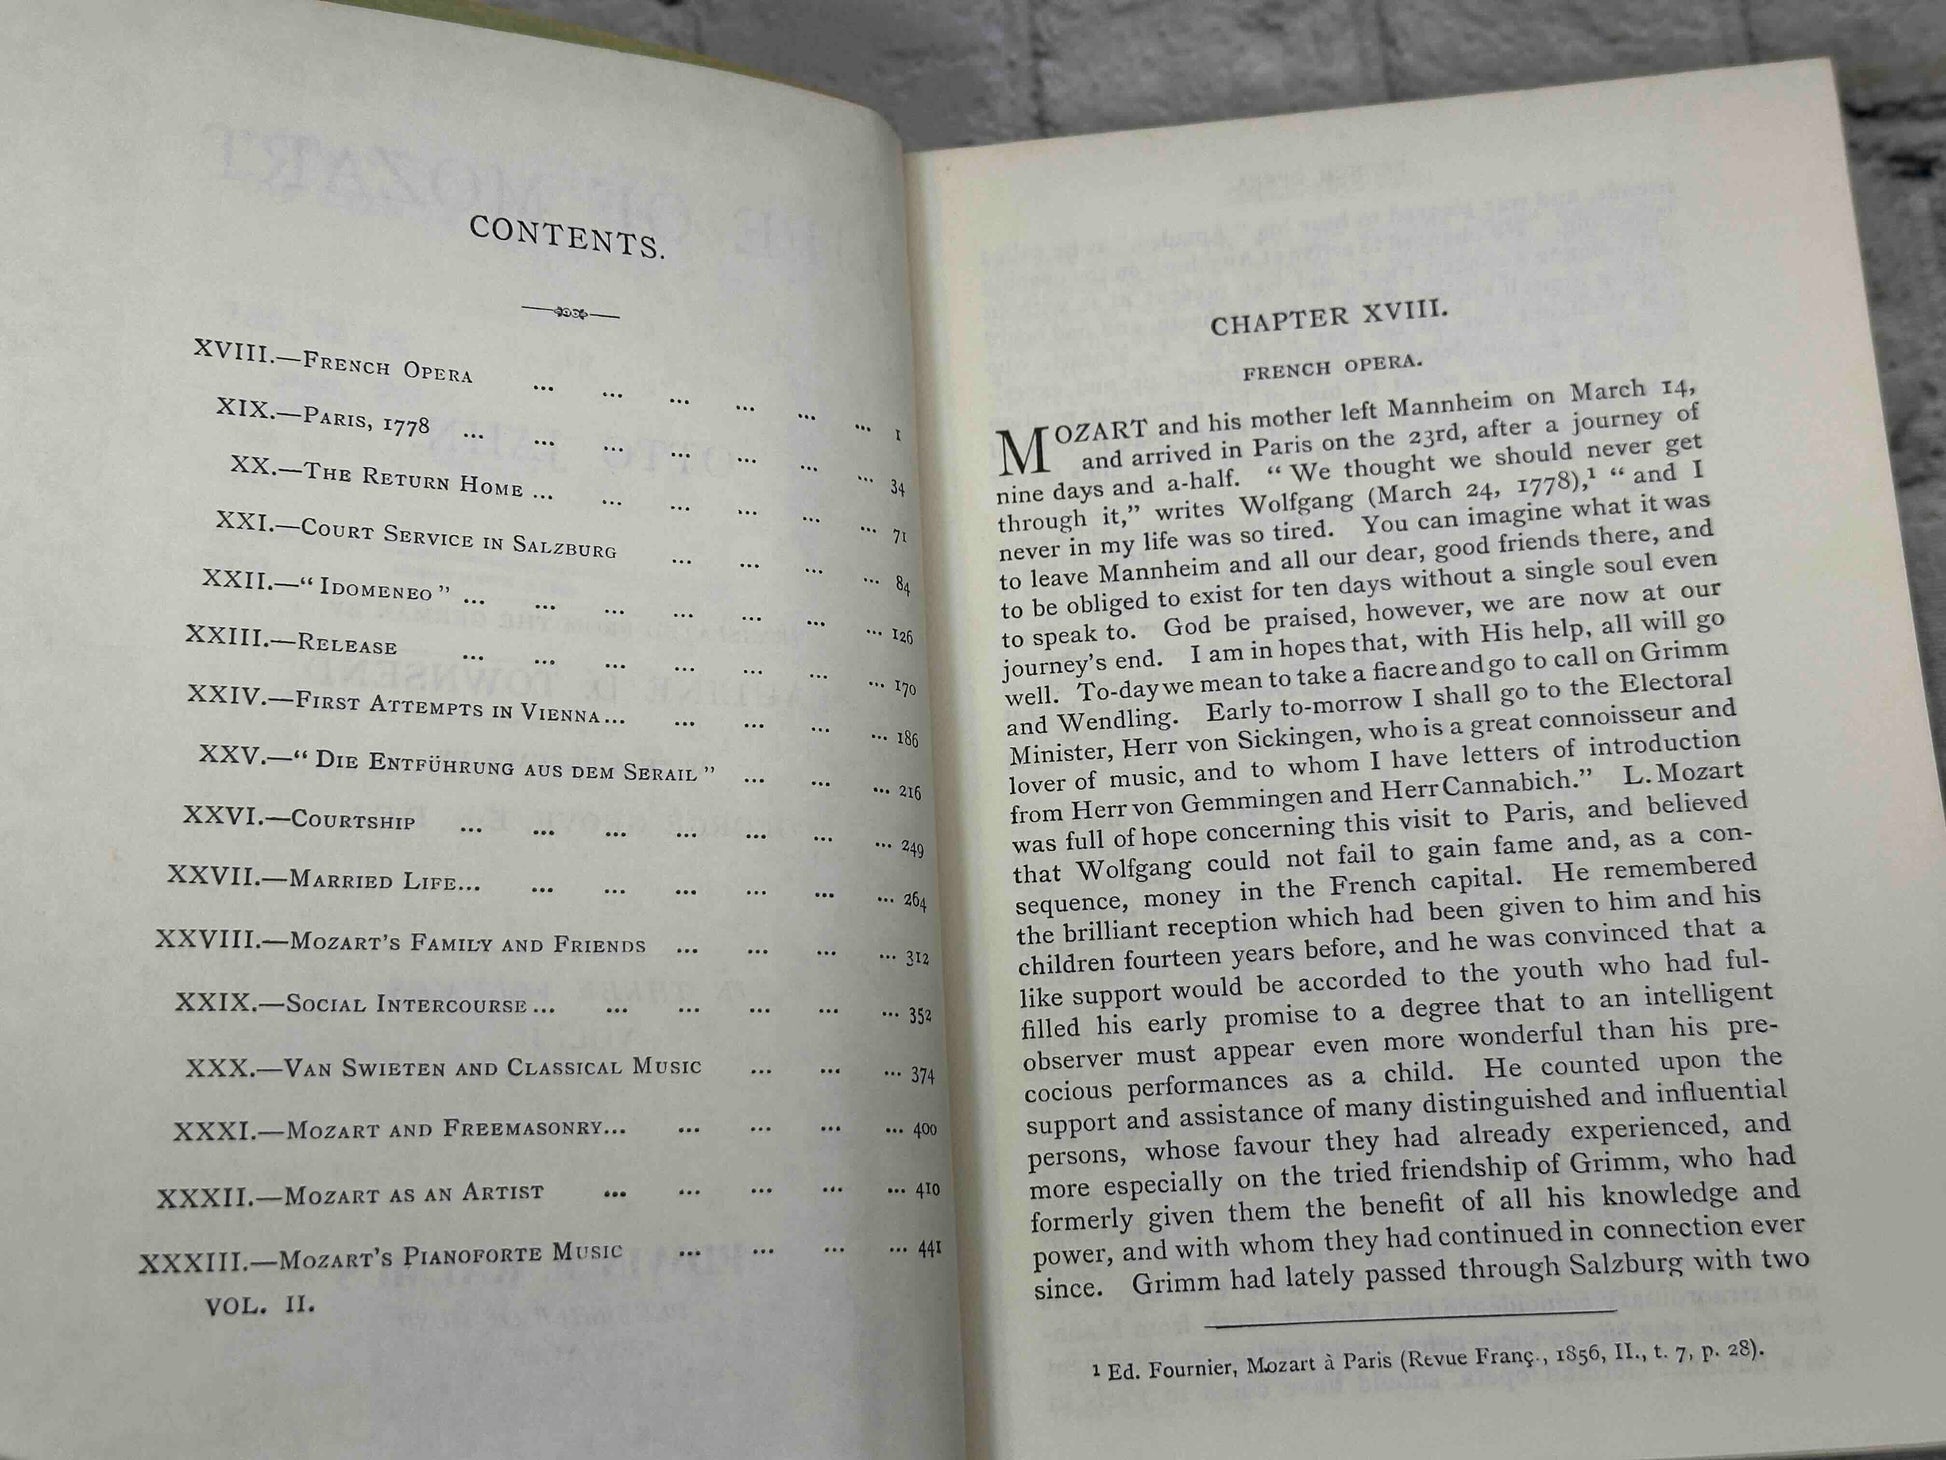 CONTENTS.
XVIII.—French Opera ... ... ... ... ... ... 1
XIX.—Paris, 1778 ... ... ... ... ... ... ... 34
XX.—The Return Home ... ... ... ... ... ... 71
XXI.—Court Service in Salzburg ... ... ... ... 84
XXII.—“Idomeneo” ... ... ... ... ... ... ... 126
XXIII.—Release ... ... ... ... ... ... ... 170
XXIV.—First Attempts in Vienna... ... ... ... ... 186
XXV.—“Die Entführung aus dem Serail” ... ... ... 216
XXVI.—Courtship ... ... ... ... ... ... ... 249
XXVII.—Married Life... ... ... ... ... ... ... 264
XXVIII.—Mozart's Family and Friends ... ... ... ... 312
XXIX.—Social Intercourse... ... ... ... ... ... 352
XXX.—Van Swieten and Classical Music ... ... ... 374
XXXI.—Mozart and Freemasonry... ... ... ... ... 400
XXXII.—Mozart as an Artist ... ... ... ... ... 410
XXXIII.—Mozart's Pianoforte Music ... ... ... ... 441
VOL. II.
CHAPTER XVIII.
FRENCH OPERA.
MOZART and his mother left Mannheim on March 14,
and arrived in Paris on the 23rd, after a journey of
nine days and a-half. “We thought we should never get
through it,” writes Wolfgang (March 24, 1778),¹ “and I
never in my life was so tired. You can imagine what it was
to leave Mannheim and all our dear, good friends there, and
to be obliged to exist for ten days without a single soul even
to speak to. God be praised, however, we are now at our
journey's end. I am in hopes that, with His help, all will go
well. To-day we mean to take a fiacre and go to call on Grimm
and Wendling. Early to-morrow I shall go to the Electoral
Minister, Herr von Sickingen, who is a great connoisseur and
lover of music, and to whom I have letters of introduction
from Herr von Gemmingen and Herr Cannabich.” L. Mozart
was full of hope concerning this visit to Paris, and believed
that Wolfgang could not fail to gain fame and, as a con-
sequence, money in the French capital. He remembered
the brilliant reception which had been given to him and his
children fourteen years before, and he was convinced that a
like support would be accorded to the youth who had ful-
filled his early promise to a degree that to an intelligent
observer must appear even more wonderful than his pre-
cocious performances as a child. He counted upon the
support and assistance of many distinguished and influential
persons, whose favour they had already experienced, and
more especially on the tried friendship of Grimm, who had
formerly given them the benefit of all his knowledge and
power, and with whom they had continued in connection ever
since. Grimm had lately passed through Salzburg with two
¹ Ed. Fournier, Mozart à Paris (Revue Franç., 1856, II., t. 7, p. 28).